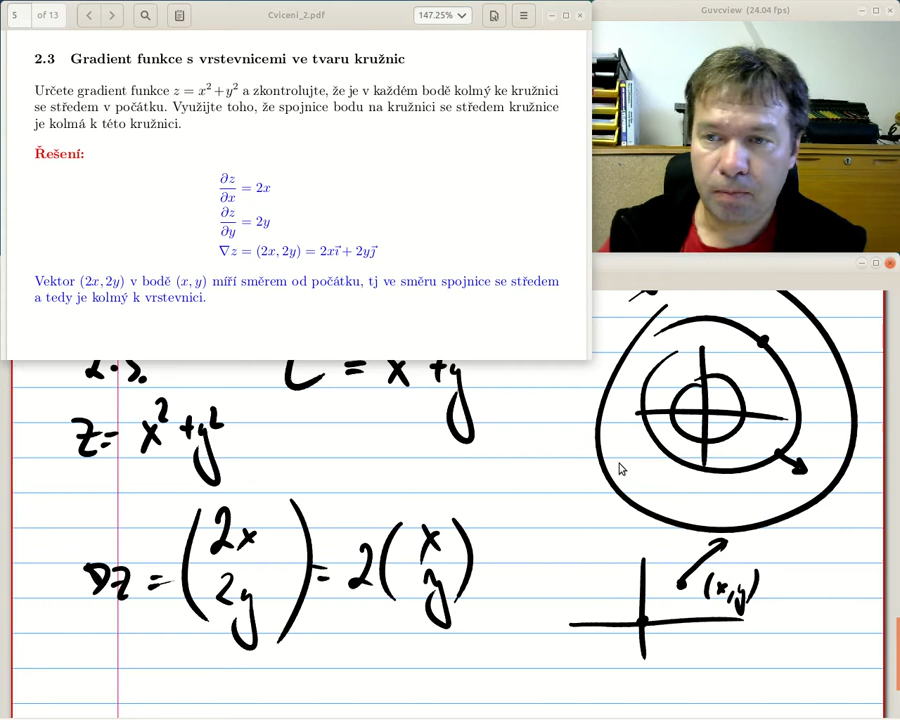 5 of 13
Cviceni_2.pdf
147.25%
Guvcview (24.04 fps)
2.3 Gradient funkce s vrstevnicemi ve tvaru kružnic
Určete gradient funkce z = x² + y² a zkontrolujte, že je v každém bodě kolmý ke kružnici
se středem v počátku. Využijte toho, že spojnice bodu na kružnici se středem kružnice
je kolmá k této kružnici.
Řešení:
∂z/∂x = 2x
∂z/∂y = 2y
∇z = (2x, 2y) = 2xi⃗ + 2yj⃗
Vektor (2x, 2y) v bodě (x, y) míří směrem od počátku, tj ve směru spojnice se středem
a tedy je kolmý k vrstevnici.
2.3.
= x + y
z = x² + y²
∇z = (2x 2y) = 2 (x y)
(x,y)